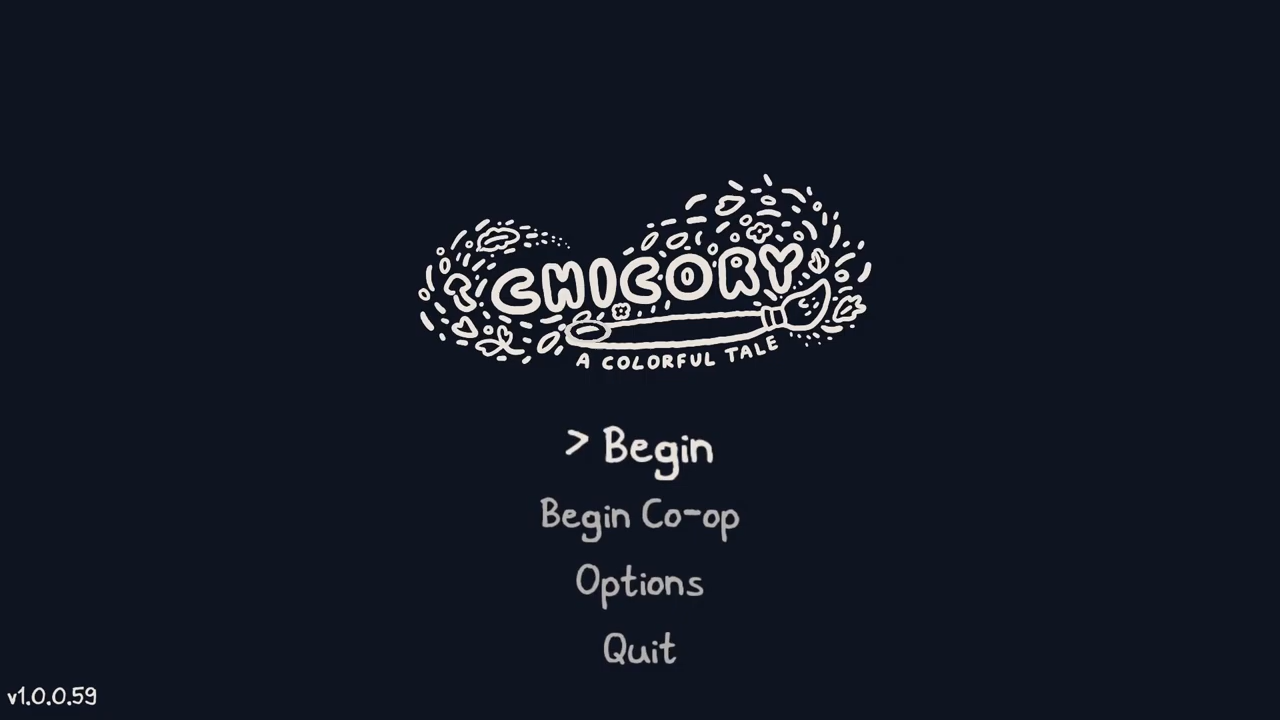 CHICORY
A COLORFUL TALE
> Begin
Begin Co-op
Options
Quit
v1.0.0.59